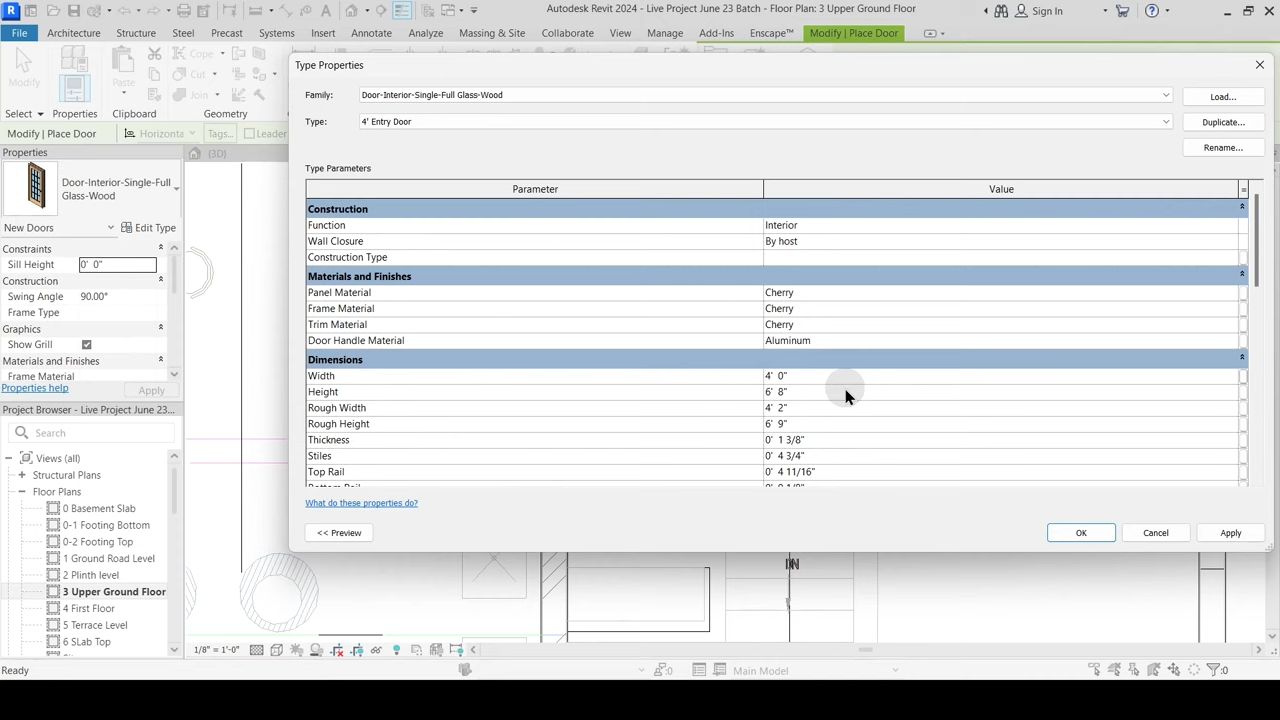 R
Autodesk Revit 2024 - Live Project June 23 Batch - Floor Plan: 3 Upper Ground Floor
Sign In
File Architecture Structure Steel Precast Systems Insert Annotate Analyze Massing & Site Collaborate View Manage Add-Ins Enscape™ Modify | Place Door
Modify
Paste
Cope
Cut
Join
Select Properties Clipboard Geometry
Modify | Place Door
Horizonta
Tags...
Leader
Properties
(3D)
Door-Interior-Single-Full
Glass-Wood
New Doors
Edit Type
Constraints
Sill Height 0' 0"
Construction
Swing Angle 90.00°
Frame Type
Graphics
Show Grill
Materials and Finishes
Frame Material
Properties help
Apply
Project Browser - Live Project June 23...
Search
Views (all)
Structural Plans
Floor Plans
0 Basement Slab
0-1 Footing Bottom
0-2 Footing Top
1 Ground Road Level
2 Plinth level
3 Upper Ground Floor
4 First Floor
5 Terrace Level
6 SLab Top
Type Properties
Family: Door-Interior-Single-Full Glass-Wood
Load...
Type: 4' Entry Door
Duplicate...
Rename...
Type Parameters
Parameter Value =
Construction
Function Interior
Wall Closure By host
Construction Type
Materials and Finishes
Panel Material Cherry
Frame Material Cherry
Trim Material Cherry
Door Handle Material Aluminum
Dimensions
Width 4' 0"
Height 6' 8"
Rough Width 4' 2"
Rough Height 6' 9"
Thickness 0' 1 3/8"
Stiles 0' 4 3/4"
Top Rail 0' 4 11/16"
What do these properties do?
<< Preview
OK
Cancel
Apply
1/8" = 1'-0"
Ready
:0
Main Model
:0